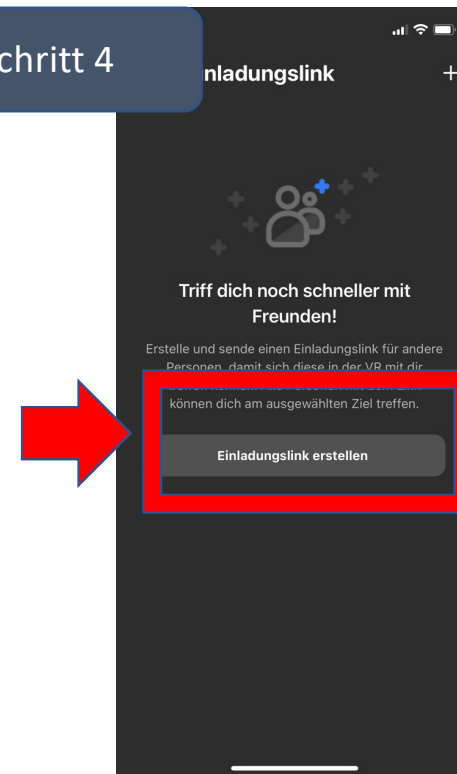 chritt 4
nladungslink
Triff dich noch schneller mit
Freunden!
Erstelle und sende einen Einladungslink für andere
Personen, damit sich diese in der VR mit dir
können dich am ausgewählten Ziel treffen.
Einladungslink erstellen